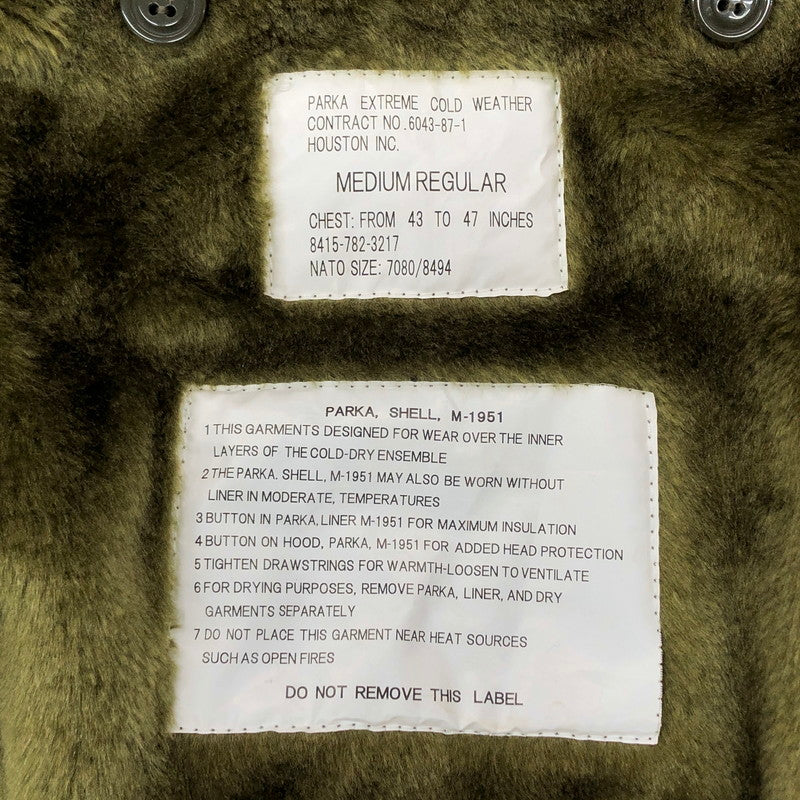 PARKA EXTREME COLD WEATHER
CONTRACT NO.6043-87-1
HOUSTON INC.
MEDIUM REGULAR
CHEST: FROM 43 TO 47 INCHES
8415-782-3217
NATO SIZE: 7080/8494
PARKA, SHELL, M-1951
1 THIS GARMENTS DESIGNED FOR WEAR OVER THE INNER
LAYERS OF THE COLD-DRY ENSEMBLE
2 THE PARKA. SHELL, M-1951 MAY ALSO BE WORN WITHOUT
LINER IN MODERATE, TEMPERATURES
3 BUTTON IN PARKA, LINER M-1951 FOR MAXIMUM INSULATION
4 BUTTON ON HOOD, PARKA, M-1951 FOR ADDED HEAD PROTECTION
5 TIGHTEN DRAWSTRINGS FOR WARMTH-LOOSEN TO VENTILATE
6 FOR DRYING PURPOSES, REMOVE PARKA, LINER, AND DRY
GARMENTS SEPARATELY
7 DO NOT PLACE THIS GARMENT NEAR HEAT SOURCES
SUCH AS OPEN FIRES
DO NOT REMOVE THIS LABEL